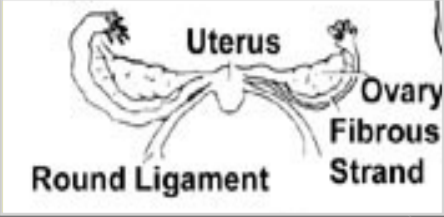 Uterus
Ovary
Fibrous
Strand
Round Ligament